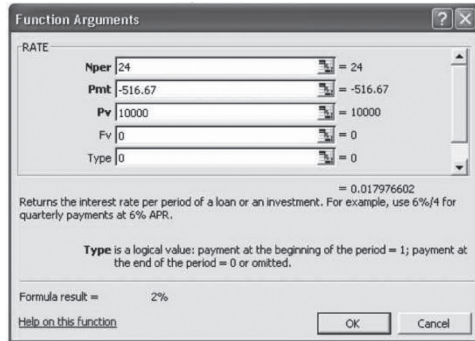 Function Arguments
RATE
Nper 24 = 24
Pmt -516.67 = -516.67
Pv 10000 = 10000
Fv 0 = 0
Type 0 = 0
= 0.017976602
Returns the interest rate per period of a loan or an investment. For example, use 6%/4 for
quarterly payments at 6% APR.
Type is a logical value: payment at the beginning of the period = 1; payment at
the end of the period = 0 or omitted.
Formula result = 2%
Help on this function OK Cancel